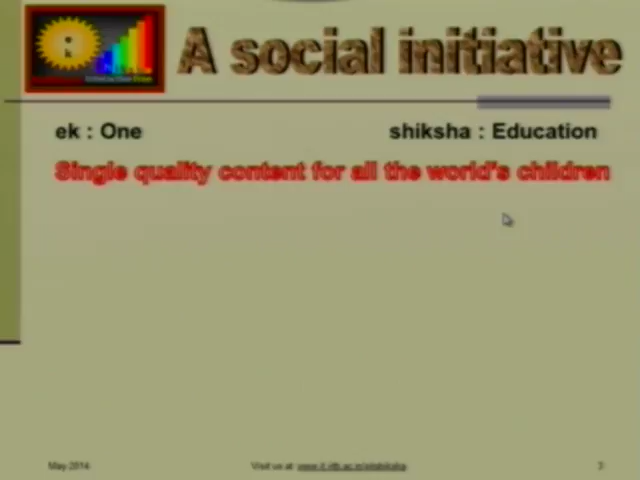 A social initiative
ek : One
shiksha : Education
Single quality content for all the world's children
May 2014
Visit us at:
3